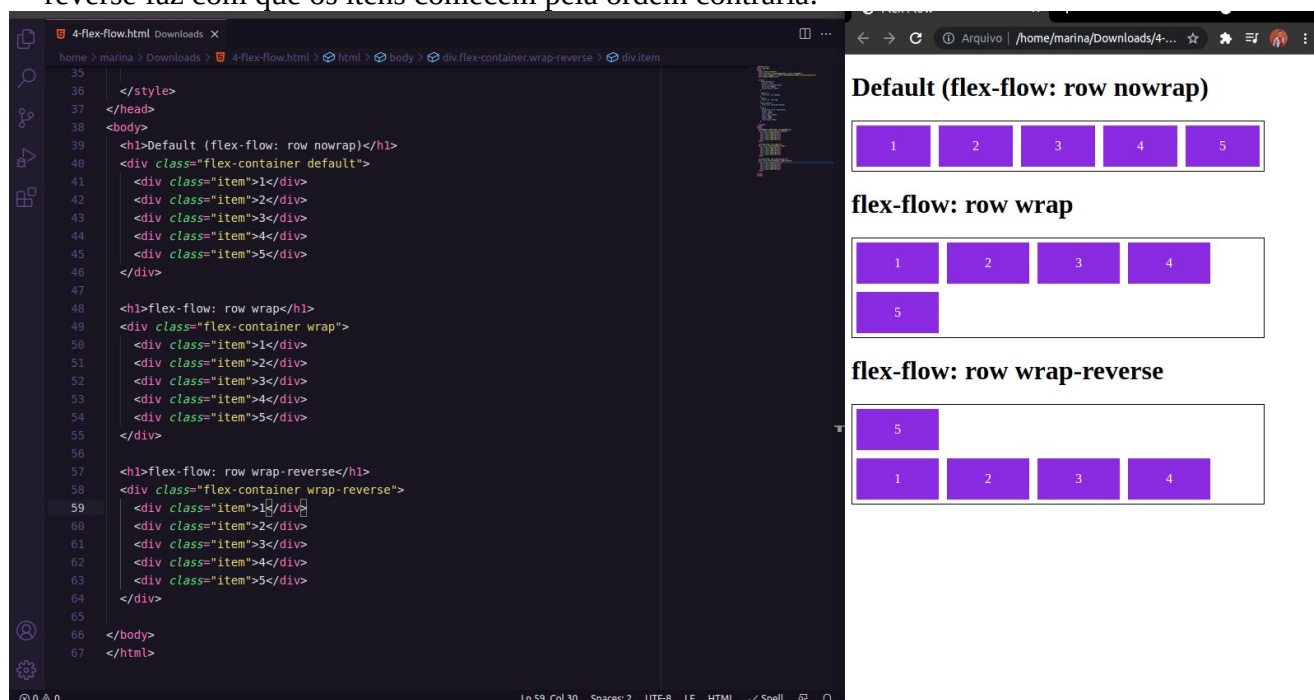 reverse faz com que os itens comecem pela ordem contrária.
4-flex-flow.html Downloads ×
home > marina > Downloads > 4-flex-flow.html > html > body > div.flex-container.wrap-reverse > div.item
35
36 </style>
37 </head>
38 <body>
39 <h1>Default (flex-flow: row nowrap)</h1>
40 <div class="flex-container default">
41 <div class="item">1</div>
42 <div class="item">2</div>
43 <div class="item">3</div>
44 <div class="item">4</div>
45 <div class="item">5</div>
46 </div>
47
48 <h1>flex-flow: row wrap</h1>
49 <div class="flex-container wrap">
50 <div class="item">1</div>
51 <div class="item">2</div>
52 <div class="item">3</div>
53 <div class="item">4</div>
54 <div class="item">5</div>
55 </div>
56
57 <h1>flex-flow: row wrap-reverse</h1>
58 <div class="flex-container wrap-reverse">
59 <div class="item">1</div>
60 <div class="item">2</div>
61 <div class="item">3</div>
62 <div class="item">4</div>
63 <div class="item">5</div>
64 </div>
65
66 </body>
67 </html>
0 0 Ln 59, Col 30 Spaces: 2 UTF-8 LF HTML Spell
Arquivo | /home/marina/Downloads/4-...
Default (flex-flow: row nowrap)
1 2 3 4 5
flex-flow: row wrap
1 2 3 4
5
flex-flow: row wrap-reverse
5
1 2 3 4